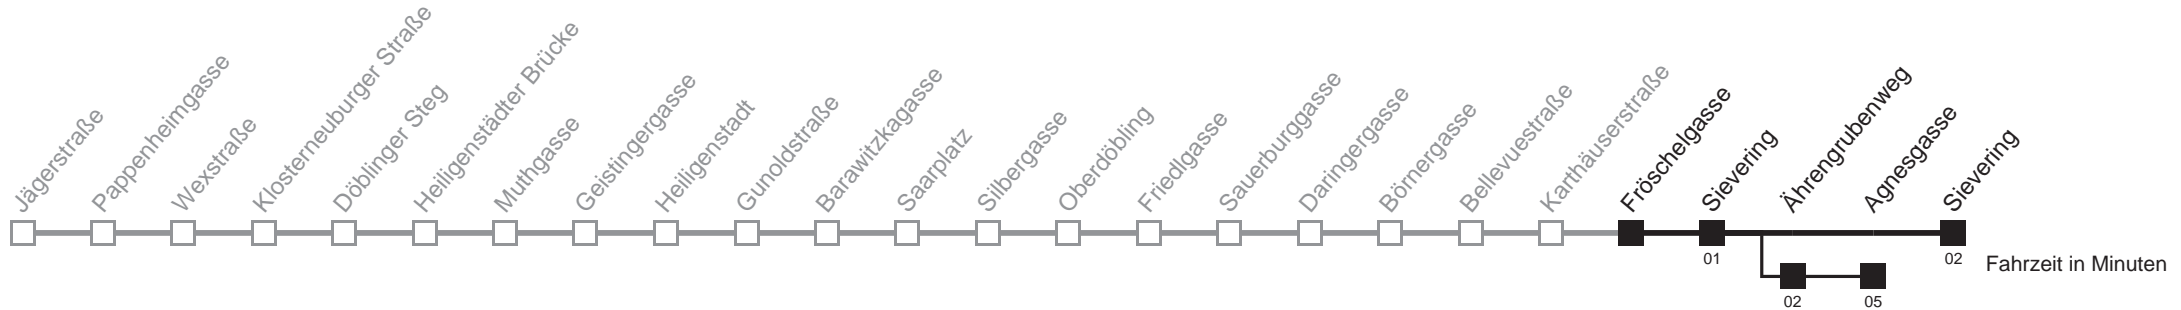 Jägerstraße
Pappenheimgasse
Wexstraße
Klosterneuburger Straße
Döblinger Steg
Heiligenstädter Brücke
Muthgasse
Geistingergasse
Heiligenstadt
Gunoldstraße
Barawitzkagasse
Saarplatz
Silbergasse
Oberdöbling
Friedlgasse
Sauerburggasse
Daringergasse
Börnergasse
Bellevuestraße
Karthäuserstraße
Fröschelgasse
Sievering
Ährengrubenweg
Agnesgasse
Sievering
01
02
Fahrzeit in Minuten
02
05